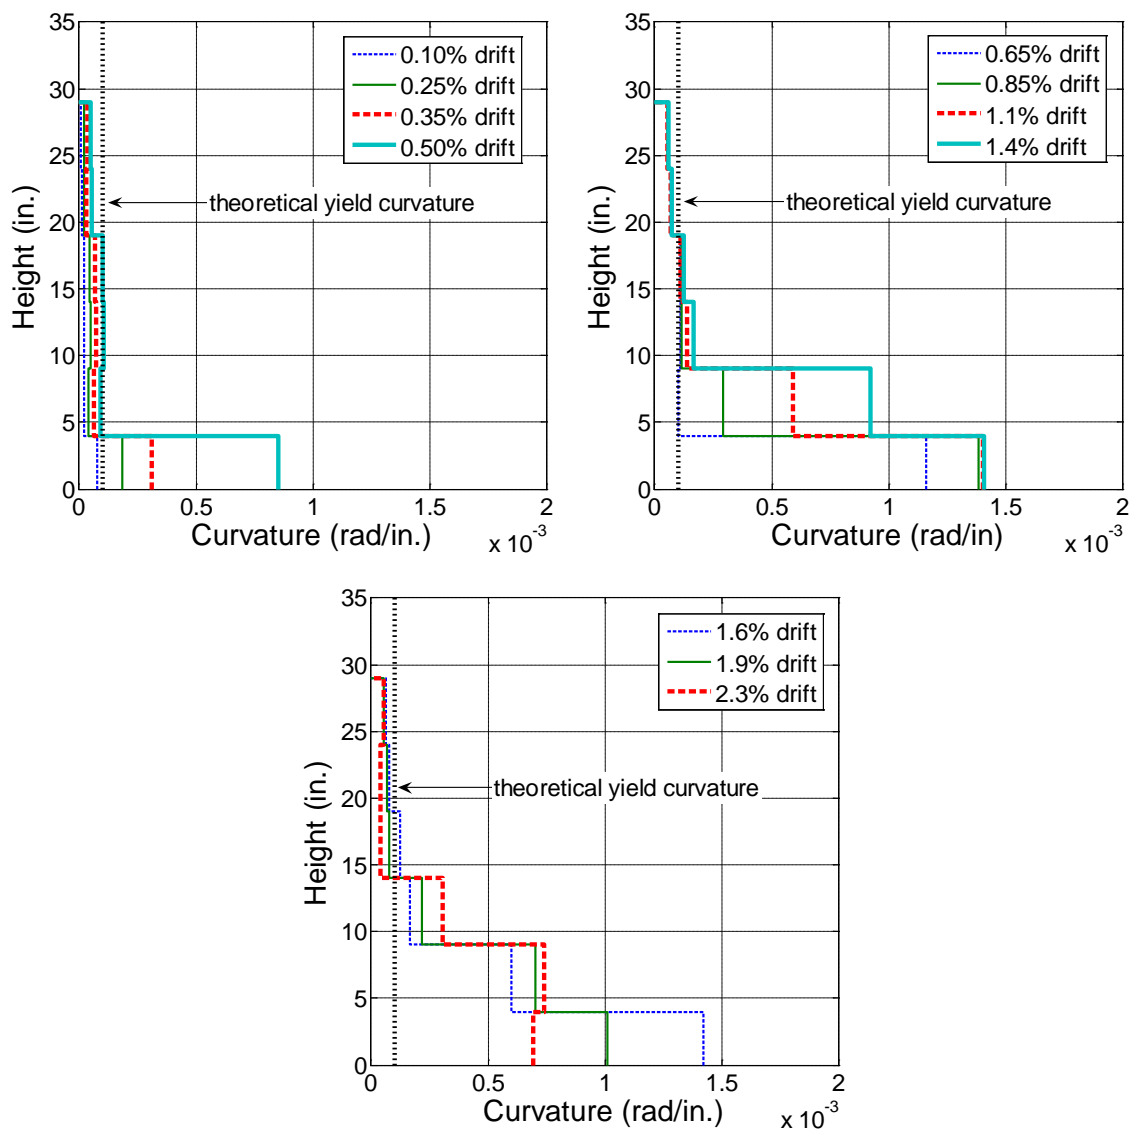 35
30
25
20
15
10
5
0
Height (in.)
0.10% drift
0.25% drift
0.35% drift
0.50% drift
theoretical yield curvature
0 0.5 1 1.5 2
Curvature (rad/in.)
x 10-3
35
30
25
20
15
10
5
0
Height (in.)
0.65% drift
0.85% drift
1.1% drift
1.4% drift
theoretical yield curvature
0 0.5 1 1.5 2
Curvature (rad/in)
x 10-3
35
30
25
20
15
10
5
0
Height (in.)
1.6% drift
1.9% drift
2.3% drift
theoretical yield curvature
0 0.5 1 1.5 2
Curvature (rad/in.)
x 10-3